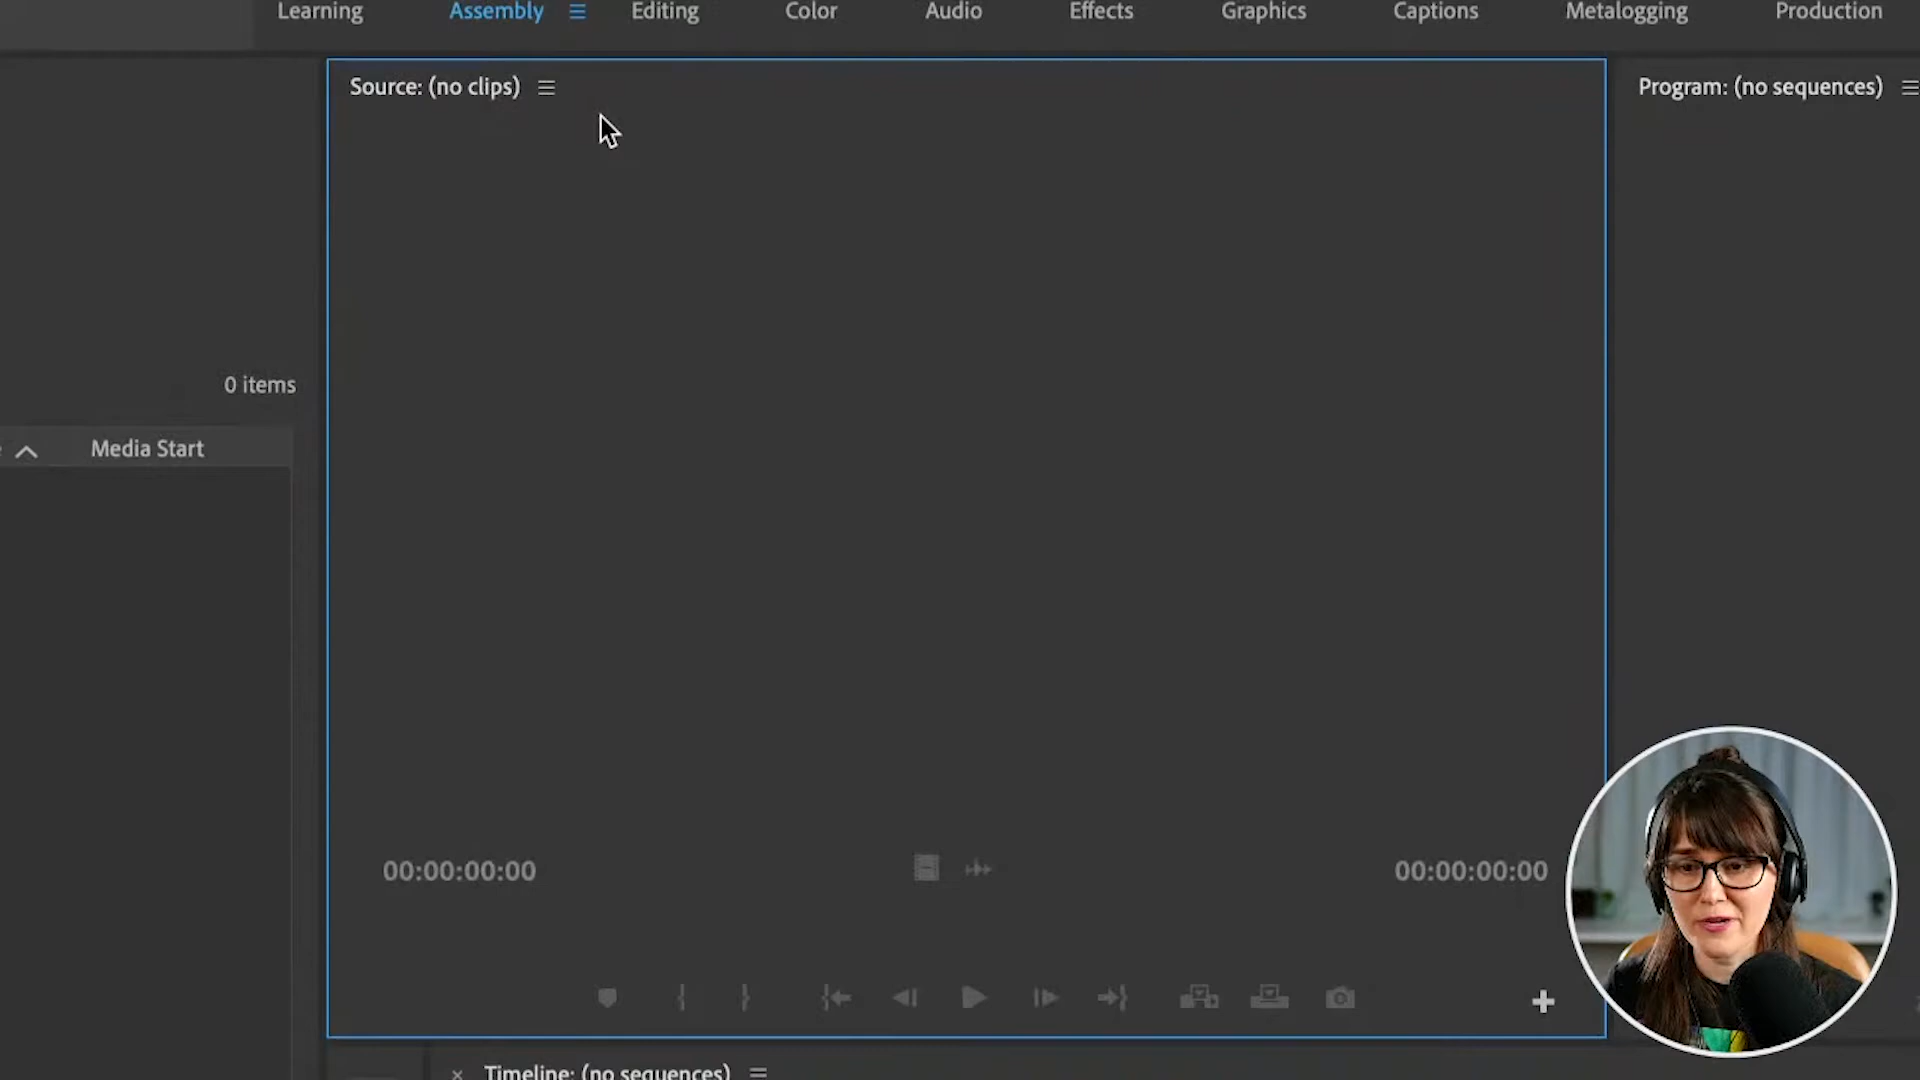 Learning Assembly Editing Color Audio Effects Graphics Captions Metalogging Production
Source: (no clips)
Program: (no sequences)
0 items
Media Start
00:00:00:00
00:00:00:00
Timeline: (no sequences)